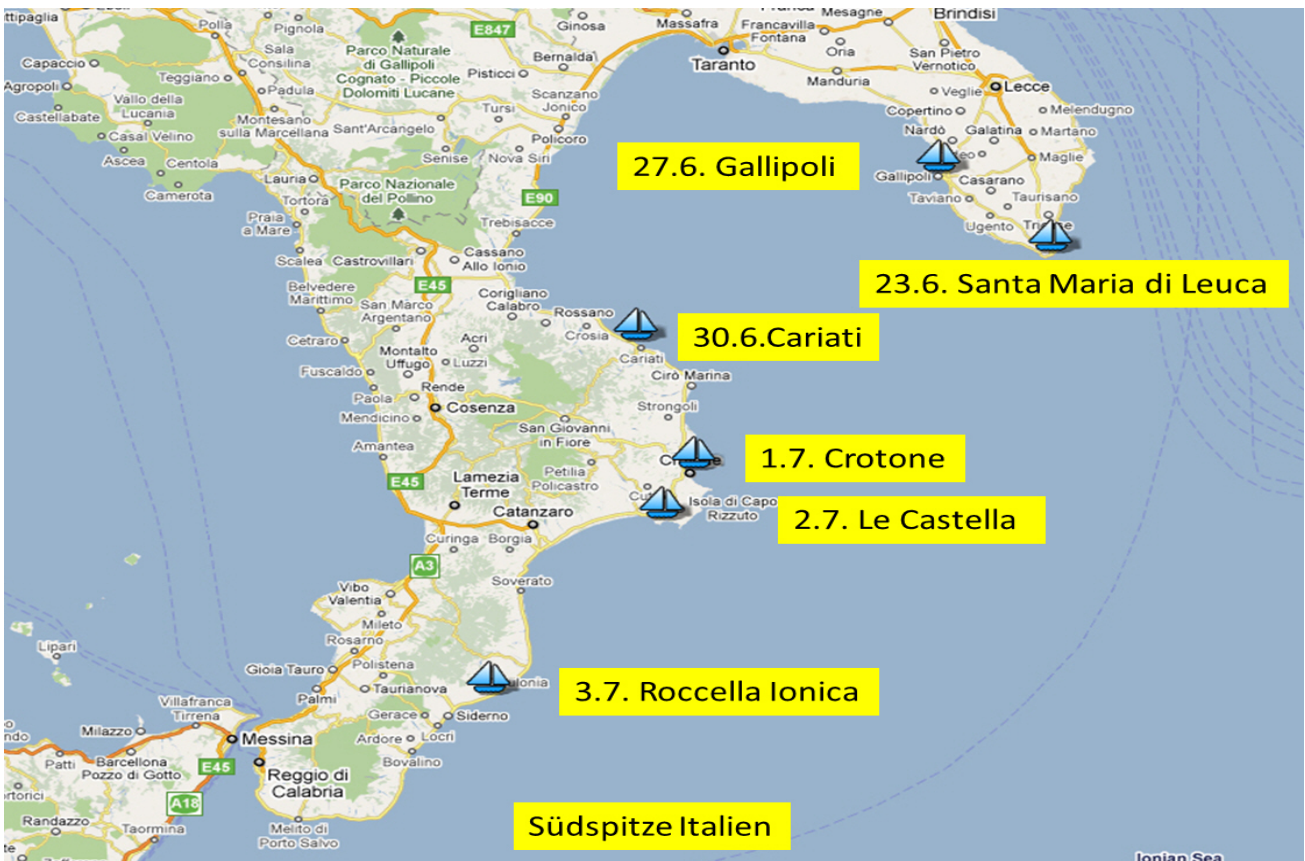 ttipaglia
Polla
Pignola
E847
Ginosa
Massafra
Francavilla
Fontana
Mesagne
Brindisi
Capaccio
Sala
Consilina
Parco Naturale
di Gallipoli
Cognato - Piccole
Dolomiti Lucane
Bernalda
Pisticci
Taranto
Oria
San Pietro
Vernotico
Agropoli
Teggiano
Padula
Scanzano
Jonico
Manduria
Veglie
Lecce
Vallo della
Lucania
Castellabate
Montesano
sulla Marcellana
Tursi
Copertino
Melendugno
Casal Velino
Sant'Arcangelo
Policoro
Nardò
Galatina
Martano
Ascea
Centola
Senise
Nova Siri
27.6. Gallipoli
Maglie
Camerota
Lauria
Parco Nazionale
del Pollino
E90
Gallipoli
Casarano
Tortora
Taviano
Taurisano
Praia
a Mare
Trebisacce
Ugento
Scalea
Castrovillari
Cassano
Allo Ionio
23.6. Santa Maria di Leuca
Belvedere
Marittimo
E45
San Marco
Argentano
Corigliano
Calabro
Rossano
Crosia
30.6.Cariati
Cetraro
Acri
Cariati
Montalto
Uffugo
Luzzi
Fuscaldo
Rende
Cirò Marina
Paola
Cosenza
Strongoli
Mendicino
San Giovanni
in Fiore
Amantea
1.7. Crotone
E45
Lamezia
Terme
Petilia
Policastro
Isola di Capo
Rizzuto
Catanzaro
2.7. Le Castella
Curinga
Borgia
A3
Soverato
Vibo
Valentia
Mileto
Lipari
Rosarno
Gioia Tauro
Polistena
Palmi
Taurianova
3.7. Roccella Ionica
Villafranca
Tirrena
Gerace
Siderno
Milazzo
Messina
Ardore
Locri
Patti
Barcellona
Pozzo di Gotto
E45
Reggio di
Calabria
Bovalino
A18
Randazzo
Taormina
Melito di
Porto Salvo
Südspitze Italien
Ionian Sea